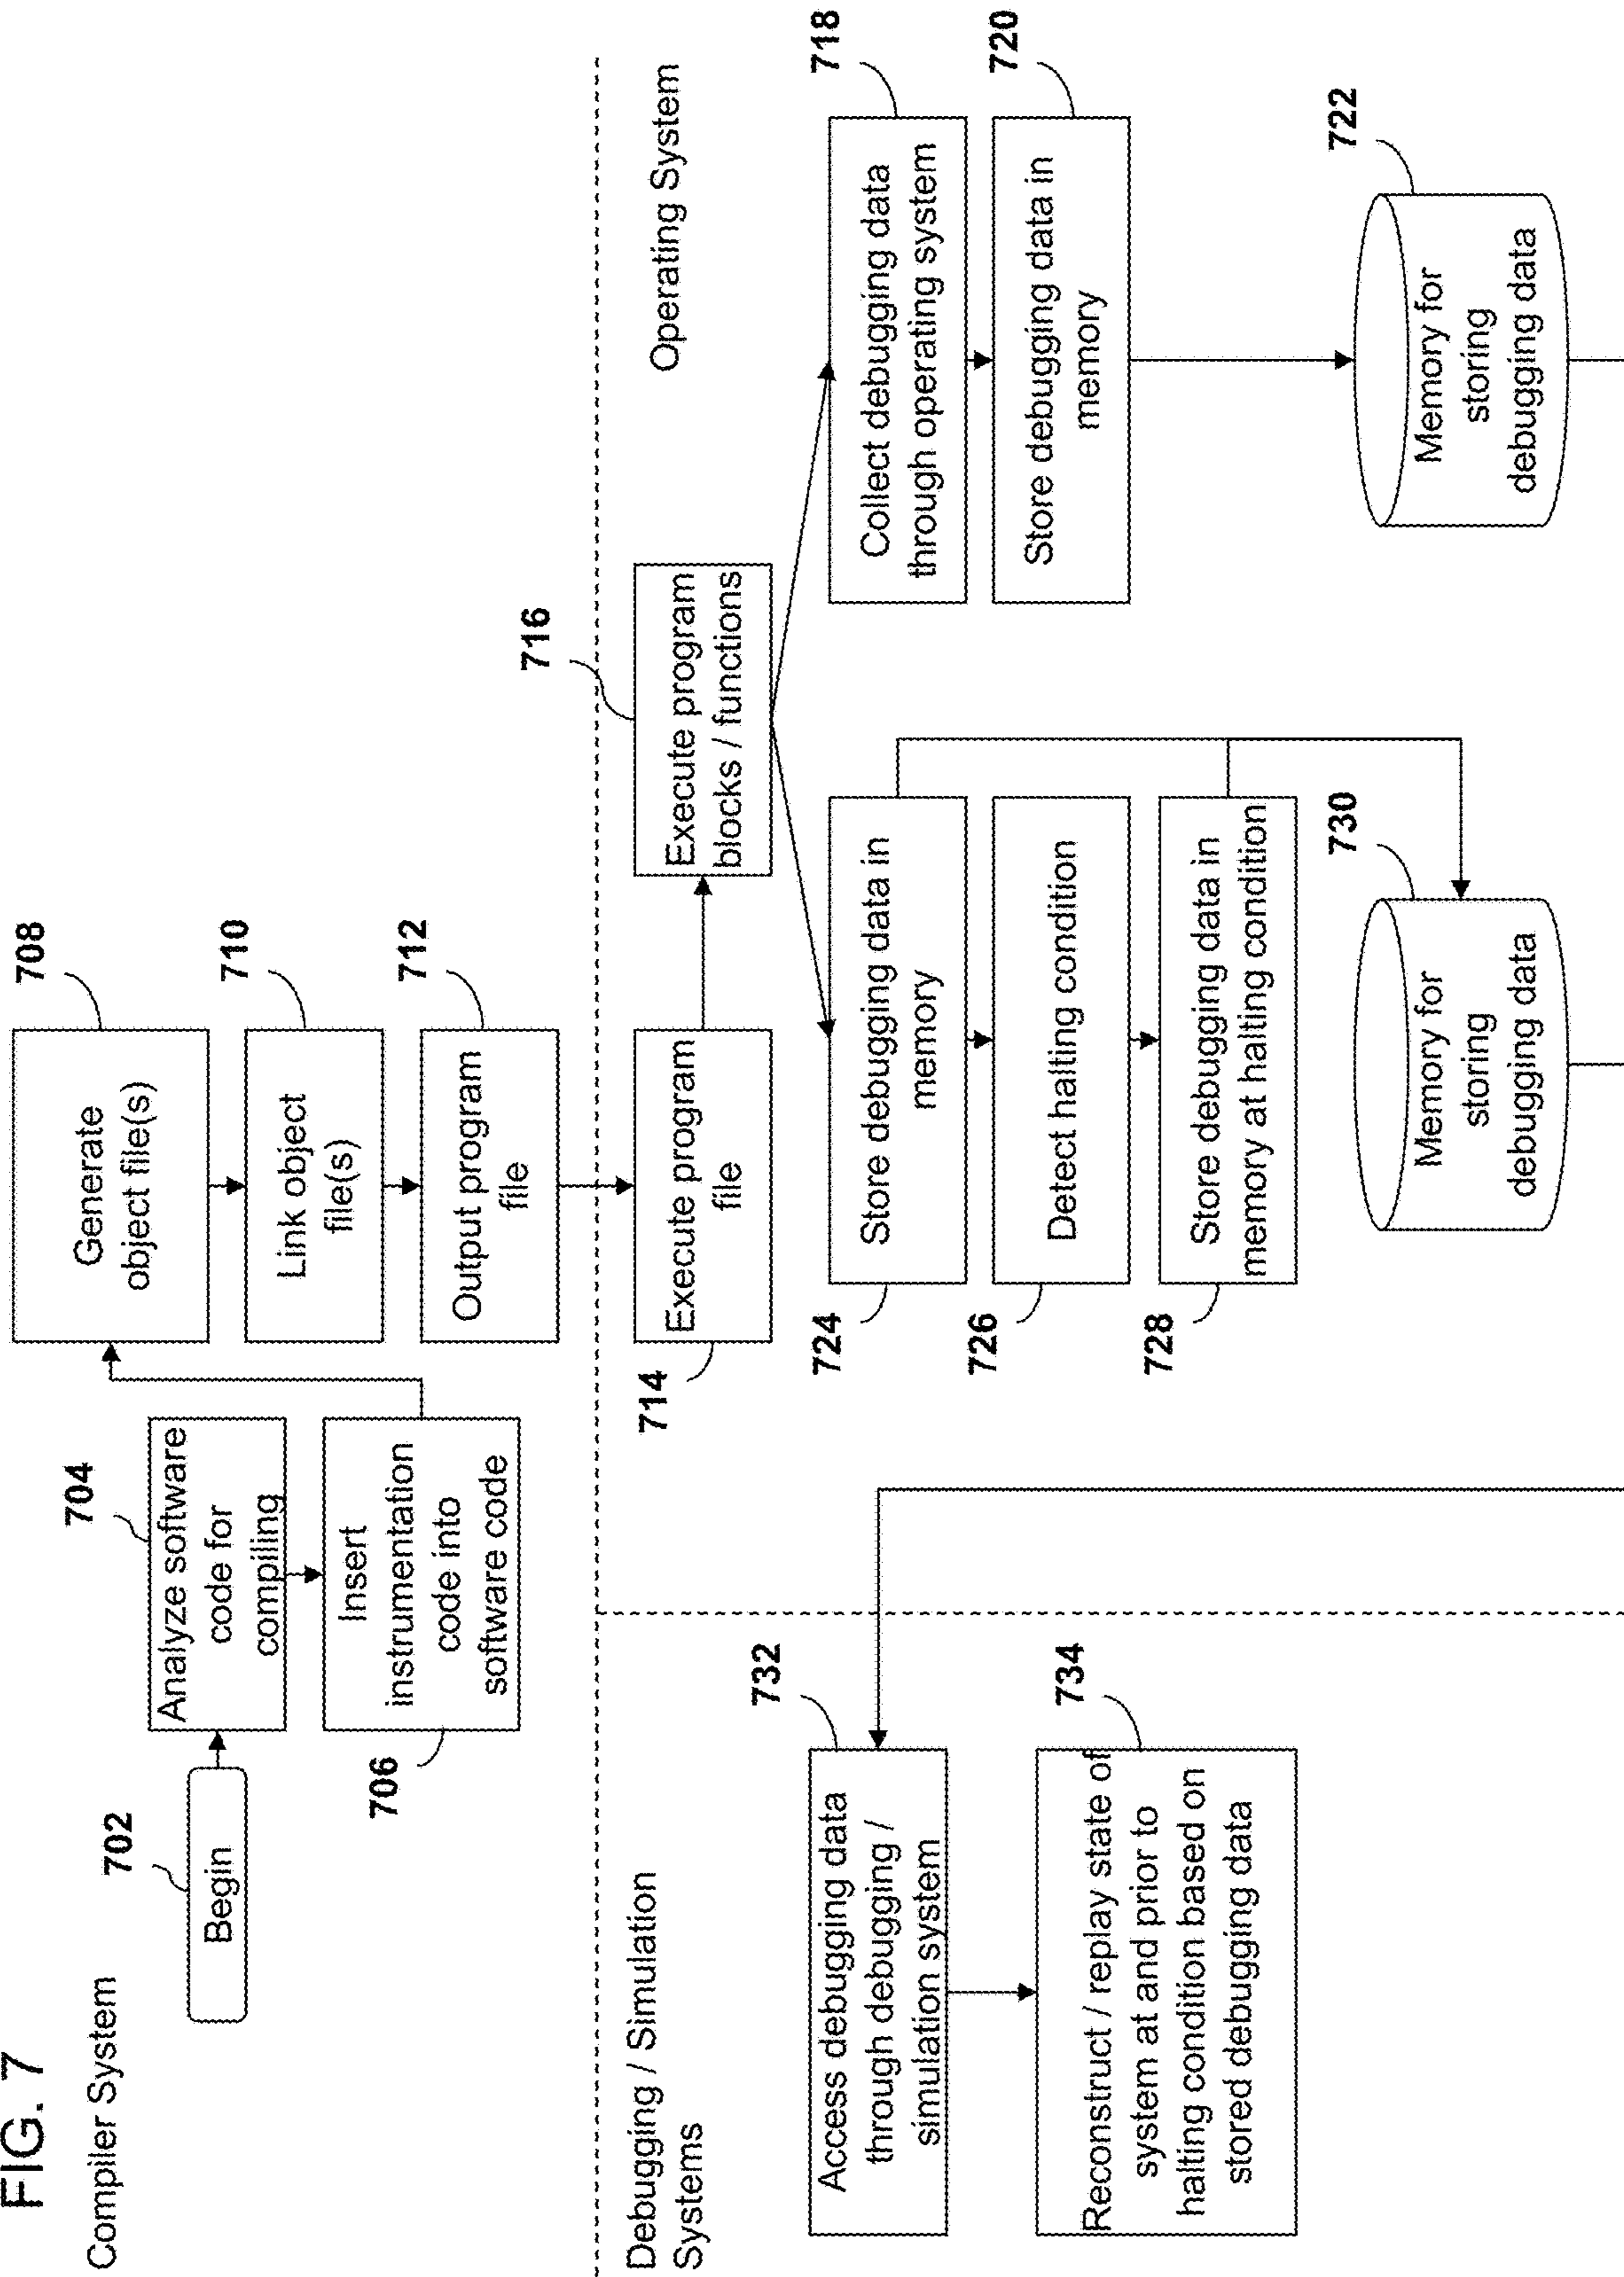 FIG. 7
Compiler System
702
Begin
704
Analyze software
code for
compiling
706
Insert
instrumentation
code into
software code
708
Generate
object file(s)
710
Link object
file(s)
712
Output program
file
Operating System
714
Execute program
file
716
Execute program
blocks / functions
718
Collect debugging data
through operating system
720
Store debugging data in
memory
722
Memory for
storing
debugging data
724
Store debugging data in
memory
726
Detect halting condition
728
Store debugging data in
memory at halting condition
730
Memory for
storing
debugging data
Debugging / Simulation
Systems
732
Access debugging data
through debugging /
simulation system
734
Reconstruct / replay state of
system at and prior to
halting condition based on
stored debugging data